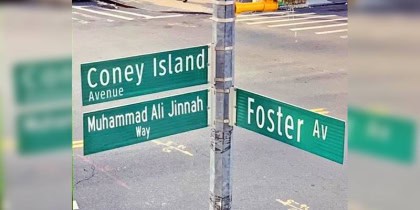 Coney Island
Avenue
Muhammad Ali Jinnah
Way
Foster Av